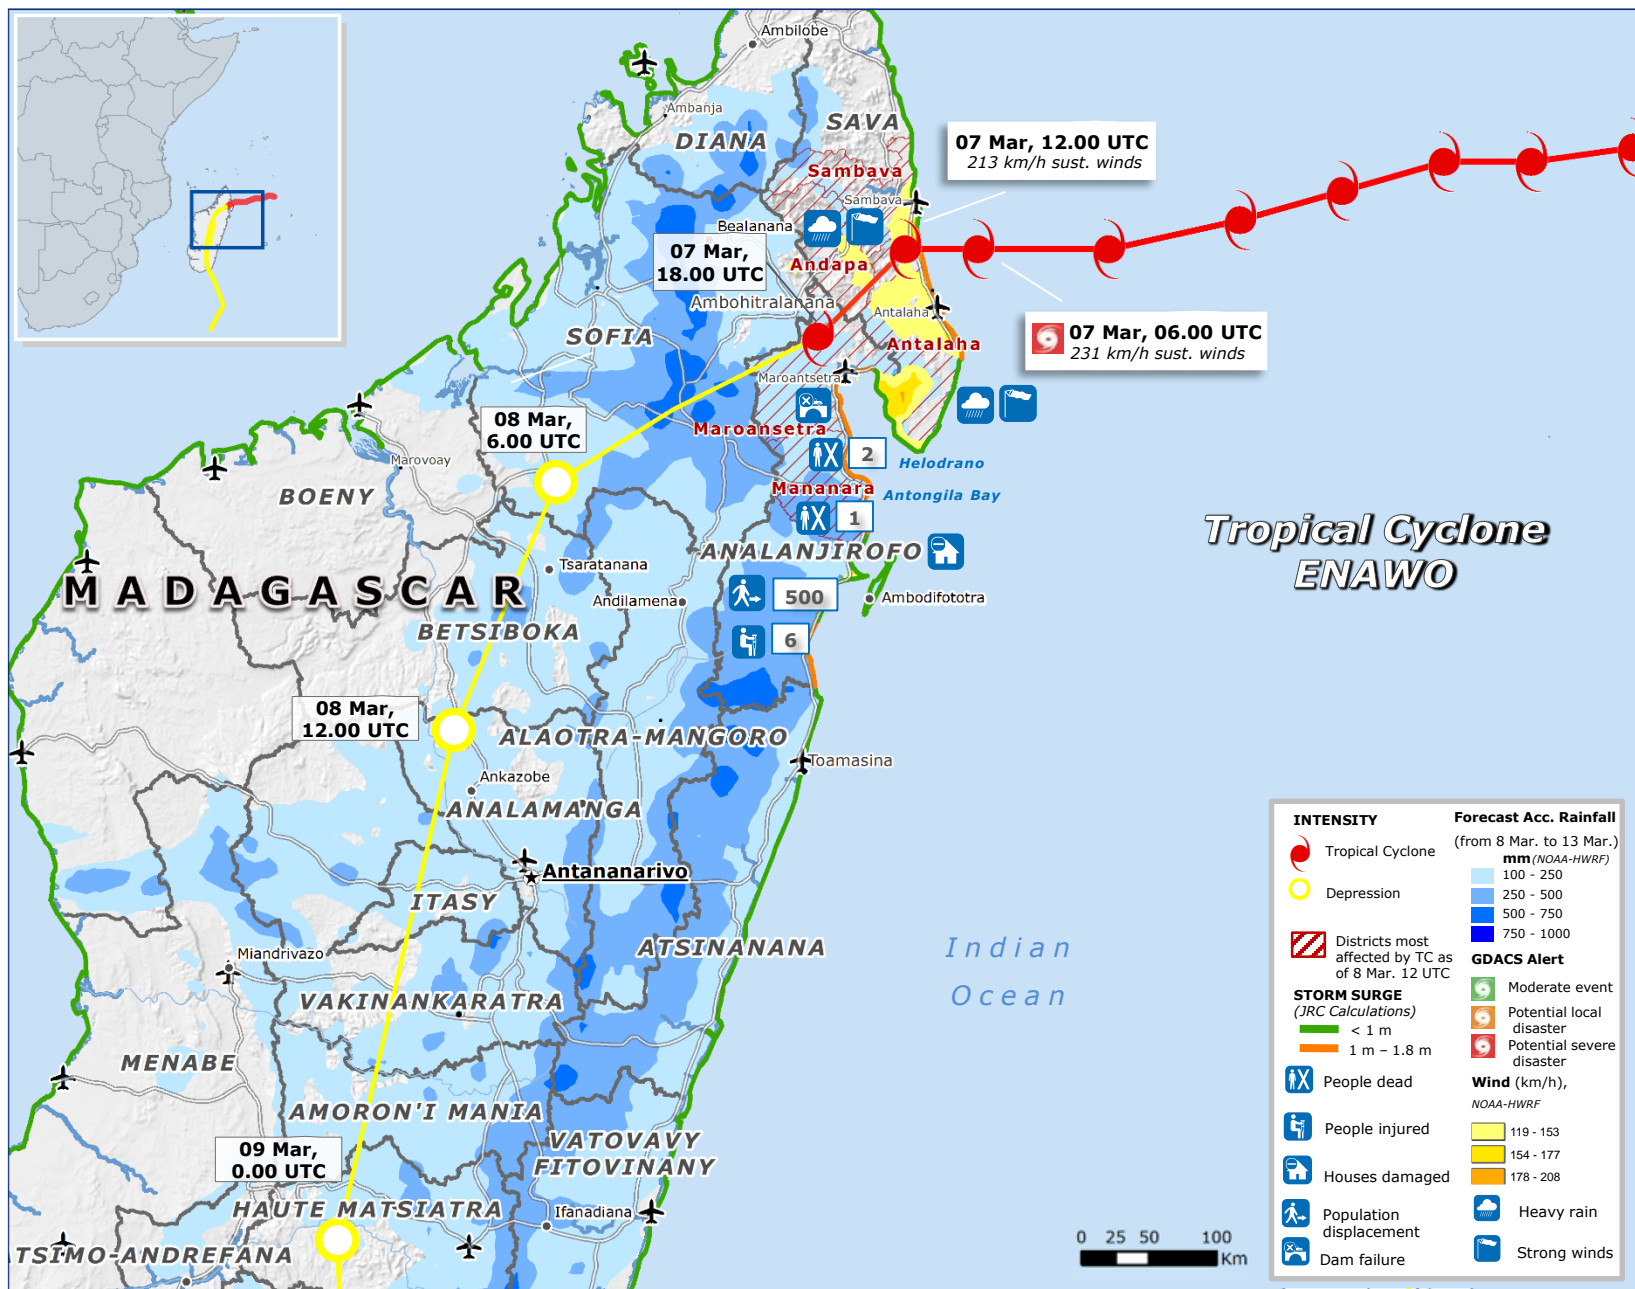 Ambilobe
Ambanja
DIANA
SAVA
07 Mar, 12.00 UTC
213 km/h sust. winds
Sambava
Sambava
Bealanana
07 Mar,
18.00 UTC
Andapa
Ambohitralanana
Antalaha
Antalaha
07 Mar, 06.00 UTC
231 km/h sust. winds
SOFIA
Maroantsetra
08 Mar,
6.00 UTC
Maroansetra
2
Helodrano
Antongila Bay
Marovoay
BOENY
Mananara
1
Tropical Cyclone
ENAWO
ANALANJIROFO
Tsaratanana
MADAGASCAR
500
Andilamena
Ambodifototra
BETSIBOKA
6
08 Mar,
12.00 UTC
ALAOTRA-MANGORO
Toamasina
Ankazobe
ANALAMANGA
Antananarivo
ITASY
ATSINANANA
Indian
Ocean
Miandrivazo
VAKINANKARATRA
MENABE
AMORON'I MANIA
VATOVAVY
FITOVINANY
09 Mar,
0.00 UTC
HAUTE MATSIATRA
Ifanadiana
TSIMO-ANDREFANA
0 25 50 100
Km
INTENSITY
Tropical Cyclone
Depression
Districts most
affected by TC as
of 8 Mar. 12 UTC
STORM SURGE
(JRC Calculations)
< 1 m
1 m – 1.8 m
People dead
People injured
Houses damaged
Population
displacement
Dam failure
Forecast Acc. Rainfall
(from 8 Mar. to 13 Mar.)
mm (NOAA-HWRF)
100 - 250
250 - 500
500 - 750
750 - 1000
GDACS Alert
Moderate event
Potential local
disaster
Potential severe
disaster
Wind (km/h),
NOAA-HWRF
119 - 153
154 - 177
178 - 208
Heavy rain
Strong winds